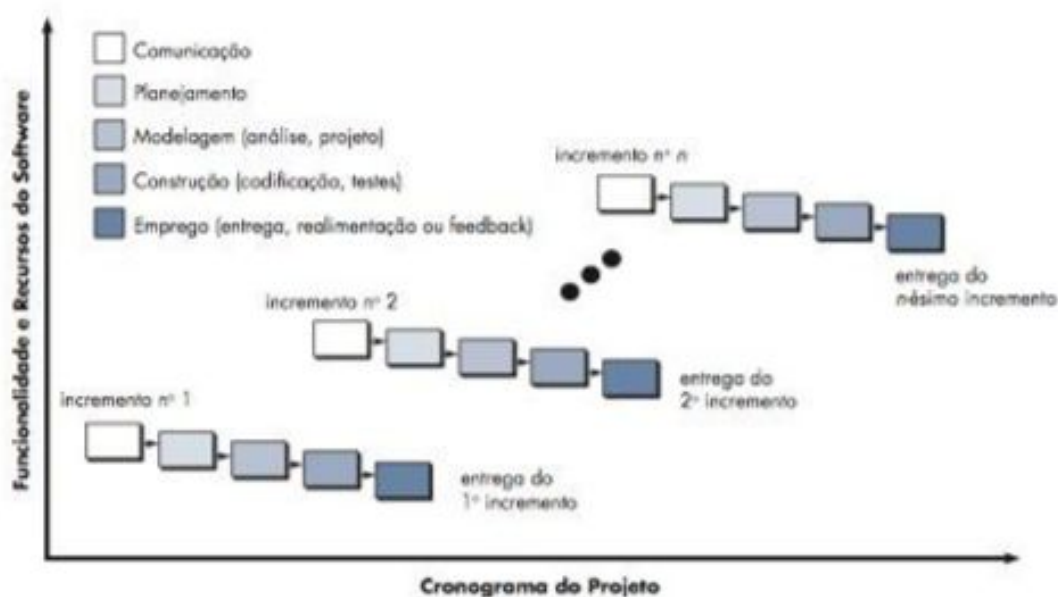 Funcionalidade e Recursos do Software
Comunicação
Planejamento
Modelagem (análise, projeto)
Construção (codificação, testes)
Emprego (entrega, realimentação ou feedback)
incremento nº n
entrega do
n-ésimo incremento
incremento nº 2
entrega do
2º incremento
incremento nº 1
entrega do
1º incremento
Cronograma do Projeto